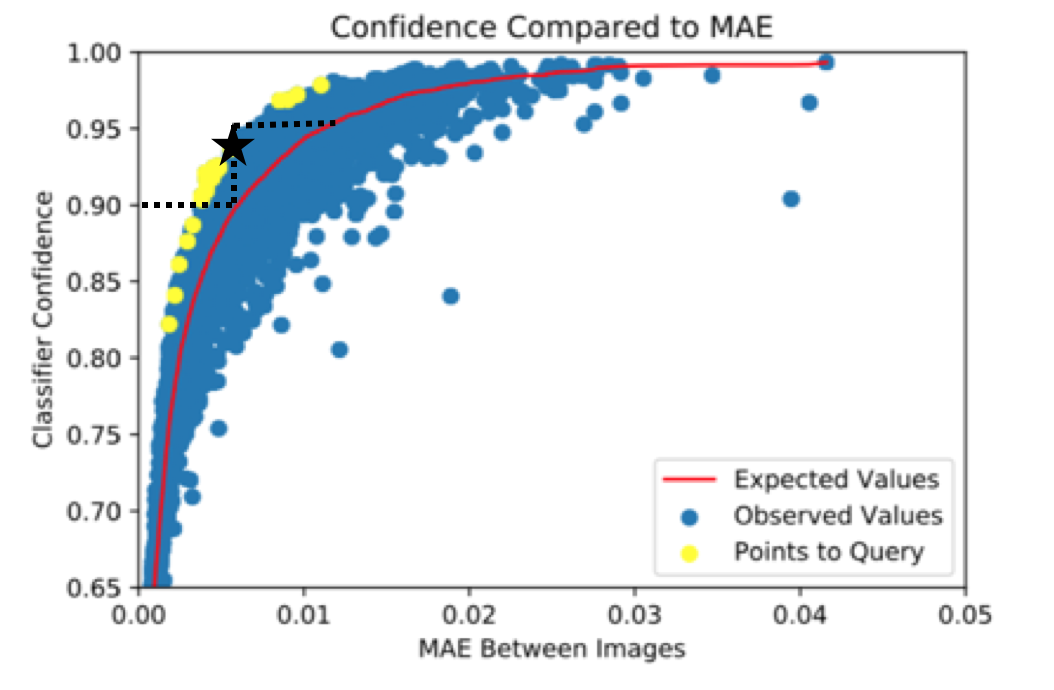 Confidence Compared to MAE
1.00
0.95
0.90
0.85
0.80
0.75
0.70
0.65
Classifier Confidence
Expected Values
Observed Values
Points to Query
0.00 0.01 0.02 0.03 0.04 0.05
MAE Between Images